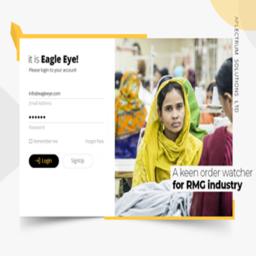 it is Eagle Eye!
Please login to your account
info@eagleeye.com
Email Address
••••••
Password
Remember me
Forgot Pass
Login
SignUp
A keen order watcher
for RMG industry
SPECTRUM SOLUTIONS LTD.